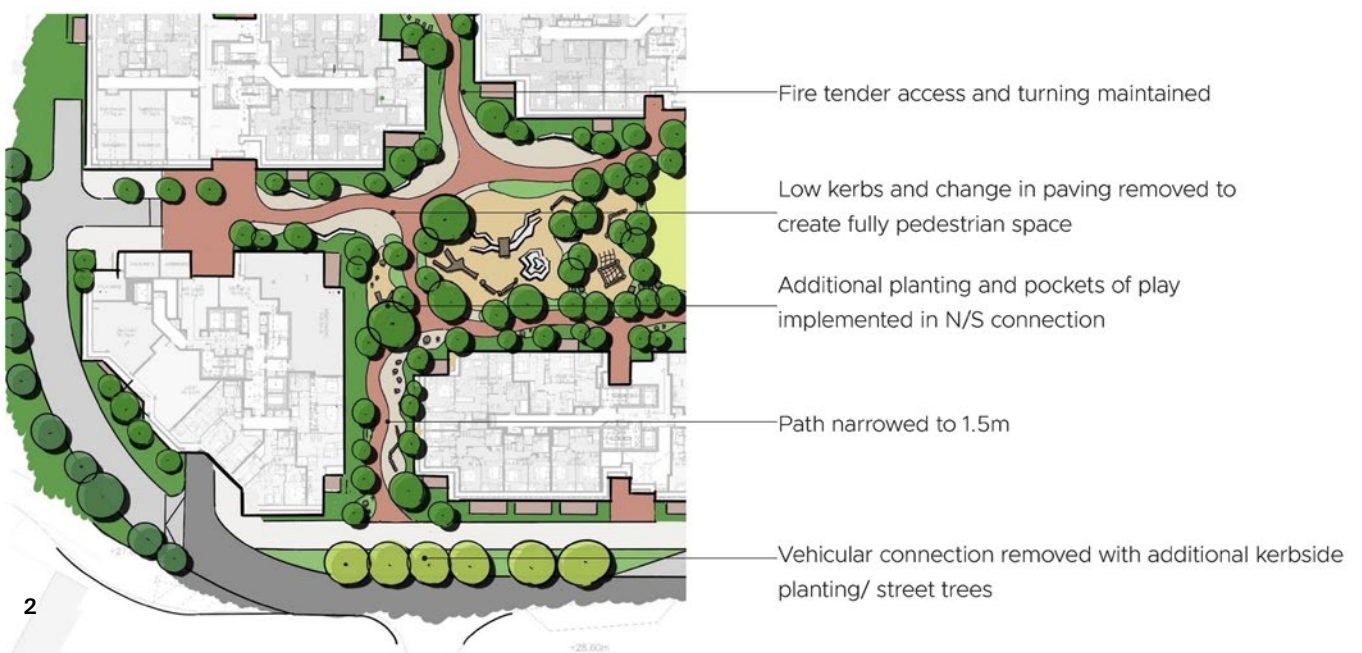 Fire tender access and turning maintained
Low kerbs and change in paving removed to
create fully pedestrian space
Additional planting and pockets of play
implemented in N/S connection
Path narrowed to 1.5m
Vehicular connection removed with additional kerbside
planting/ street trees
2
+28.60m